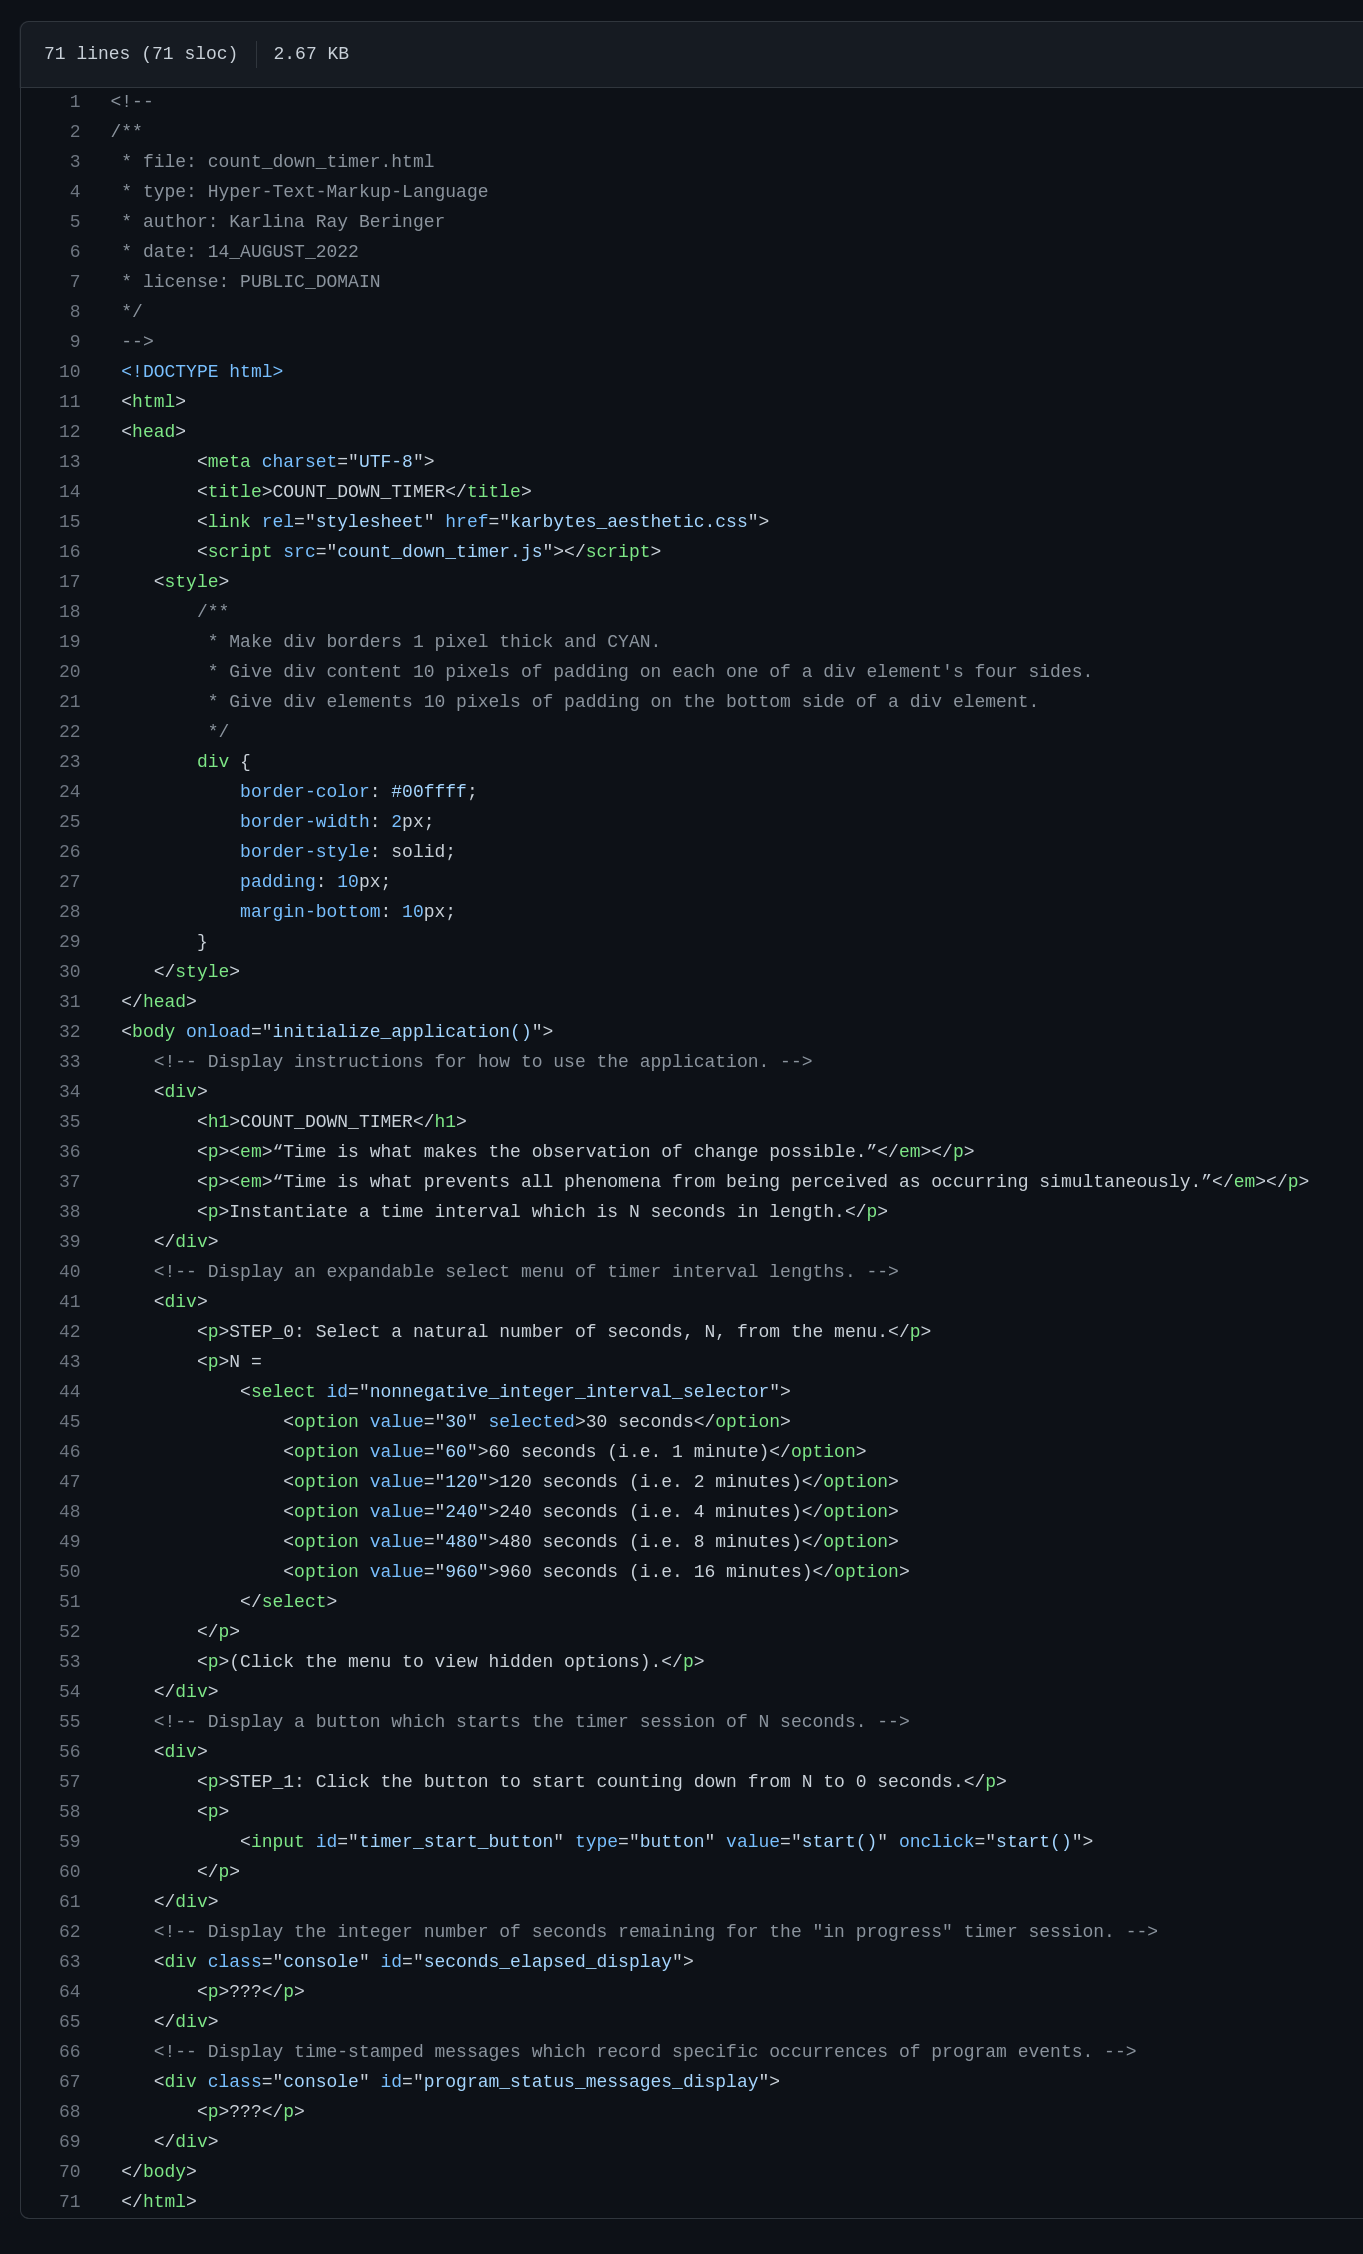 71 lines (71 sloc) 2.67 KB
1 <!--
2 /**
3 * file: count_down_timer.html
4 * type: Hyper-Text-Markup-Language
5 * author: Karlina Ray Beringer
6 * date: 14_AUGUST_2022
7 * license: PUBLIC_DOMAIN
8 */
9 -->
10 <!DOCTYPE html>
11 <html>
12 <head>
13 <meta charset="UTF-8">
14 <title>COUNT_DOWN_TIMER</title>
15 <link rel="stylesheet" href="karbytes_aesthetic.css">
16 <script src="count_down_timer.js"></script>
17 <style>
18 /**
19 * Make div borders 1 pixel thick and CYAN.
20 * Give div content 10 pixels of padding on each one of a div element's four sides.
21 * Give div elements 10 pixels of padding on the bottom side of a div element.
22 */
23 div {
24 border-color: #00ffff;
25 border-width: 2px;
26 border-style: solid;
27 padding: 10px;
28 margin-bottom: 10px;
29 }
30 </style>
31 </head>
32 <body onload="initialize_application()">
33 <!-- Display instructions for how to use the application. -->
34 <div>
35 <h1>COUNT_DOWN_TIMER</h1>
36 <p><em>“Time is what makes the observation of change possible.”</em></p>
37 <p><em>“Time is what prevents all phenomena from being perceived as occurring simultaneously.”</em></p>
38 <p>Instantiate a time interval which is N seconds in length.</p>
39 </div>
40 <!-- Display an expandable select menu of timer interval lengths. -->
41 <div>
42 <p>STEP_0: Select a natural number of seconds, N, from the menu.</p>
43 <p>N =
44 <select id="nonnegative_integer_interval_selector">
45 <option value="30" selected>30 seconds</option>
46 <option value="60">60 seconds (i.e. 1 minute)</option>
47 <option value="120">120 seconds (i.e. 2 minutes)</option>
48 <option value="240">240 seconds (i.e. 4 minutes)</option>
49 <option value="480">480 seconds (i.e. 8 minutes)</option>
50 <option value="960">960 seconds (i.e. 16 minutes)</option>
51 </select>
52 </p>
53 <p>(Click the menu to view hidden options).</p>
54 </div>
55 <!-- Display a button which starts the timer session of N seconds. -->
56 <div>
57 <p>STEP_1: Click the button to start counting down from N to 0 seconds.</p>
58 <p>
59 <input id="timer_start_button" type="button" value="start()" onclick="start()">
60 </p>
61 </div>
62 <!-- Display the integer number of seconds remaining for the "in progress" timer session. -->
63 <div class="console" id="seconds_elapsed_display">
64 <p>???</p>
65 </div>
66 <!-- Display time-stamped messages which record specific occurrences of program events. -->
67 <div class="console" id="program_status_messages_display">
68 <p>???</p>
69 </div>
70 </body>
71 </html>